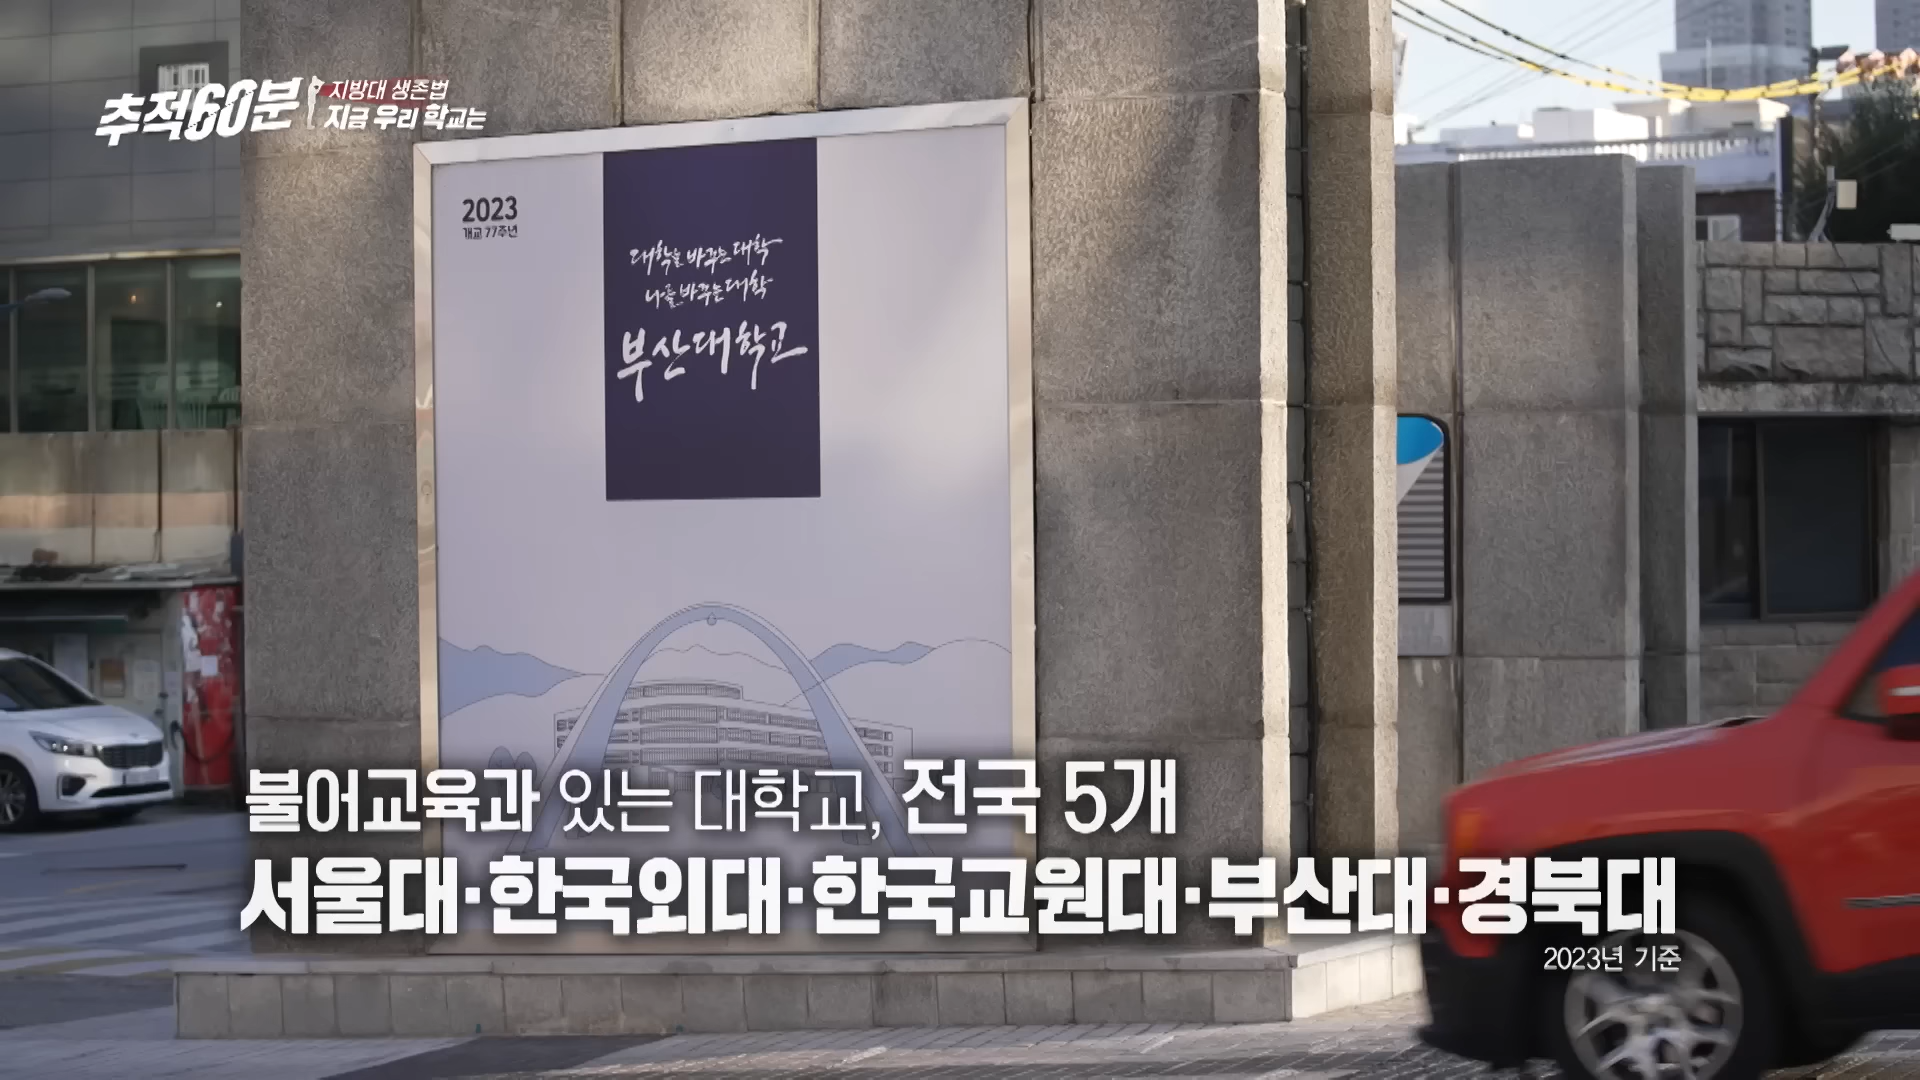 추적60분
지방대 생존법
지금 우리 학교는
2023
개교 77주년
대학을 바꾸는 대학
나를 바꾸는 대학
부산대학교
불어교육과 있는 대학교, 전국 5개
서울대·한국외대·한국교원대·부산대·경북대
2023년 기준